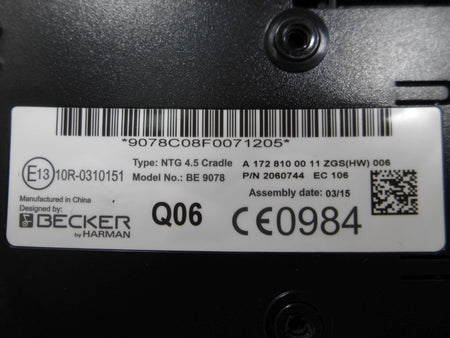 *9078C08F0071205*
Type: NTG 4.5 Cradle A 172 810 00 11 ZGS(HW) 006
E13 10R-0310151 Model No.: BE 9078 P/N 2060744 EC 106
Manufactured in China
Assembly date: 03/15
Designed by:
BECKER
by HARMAN
Q06
CE0984